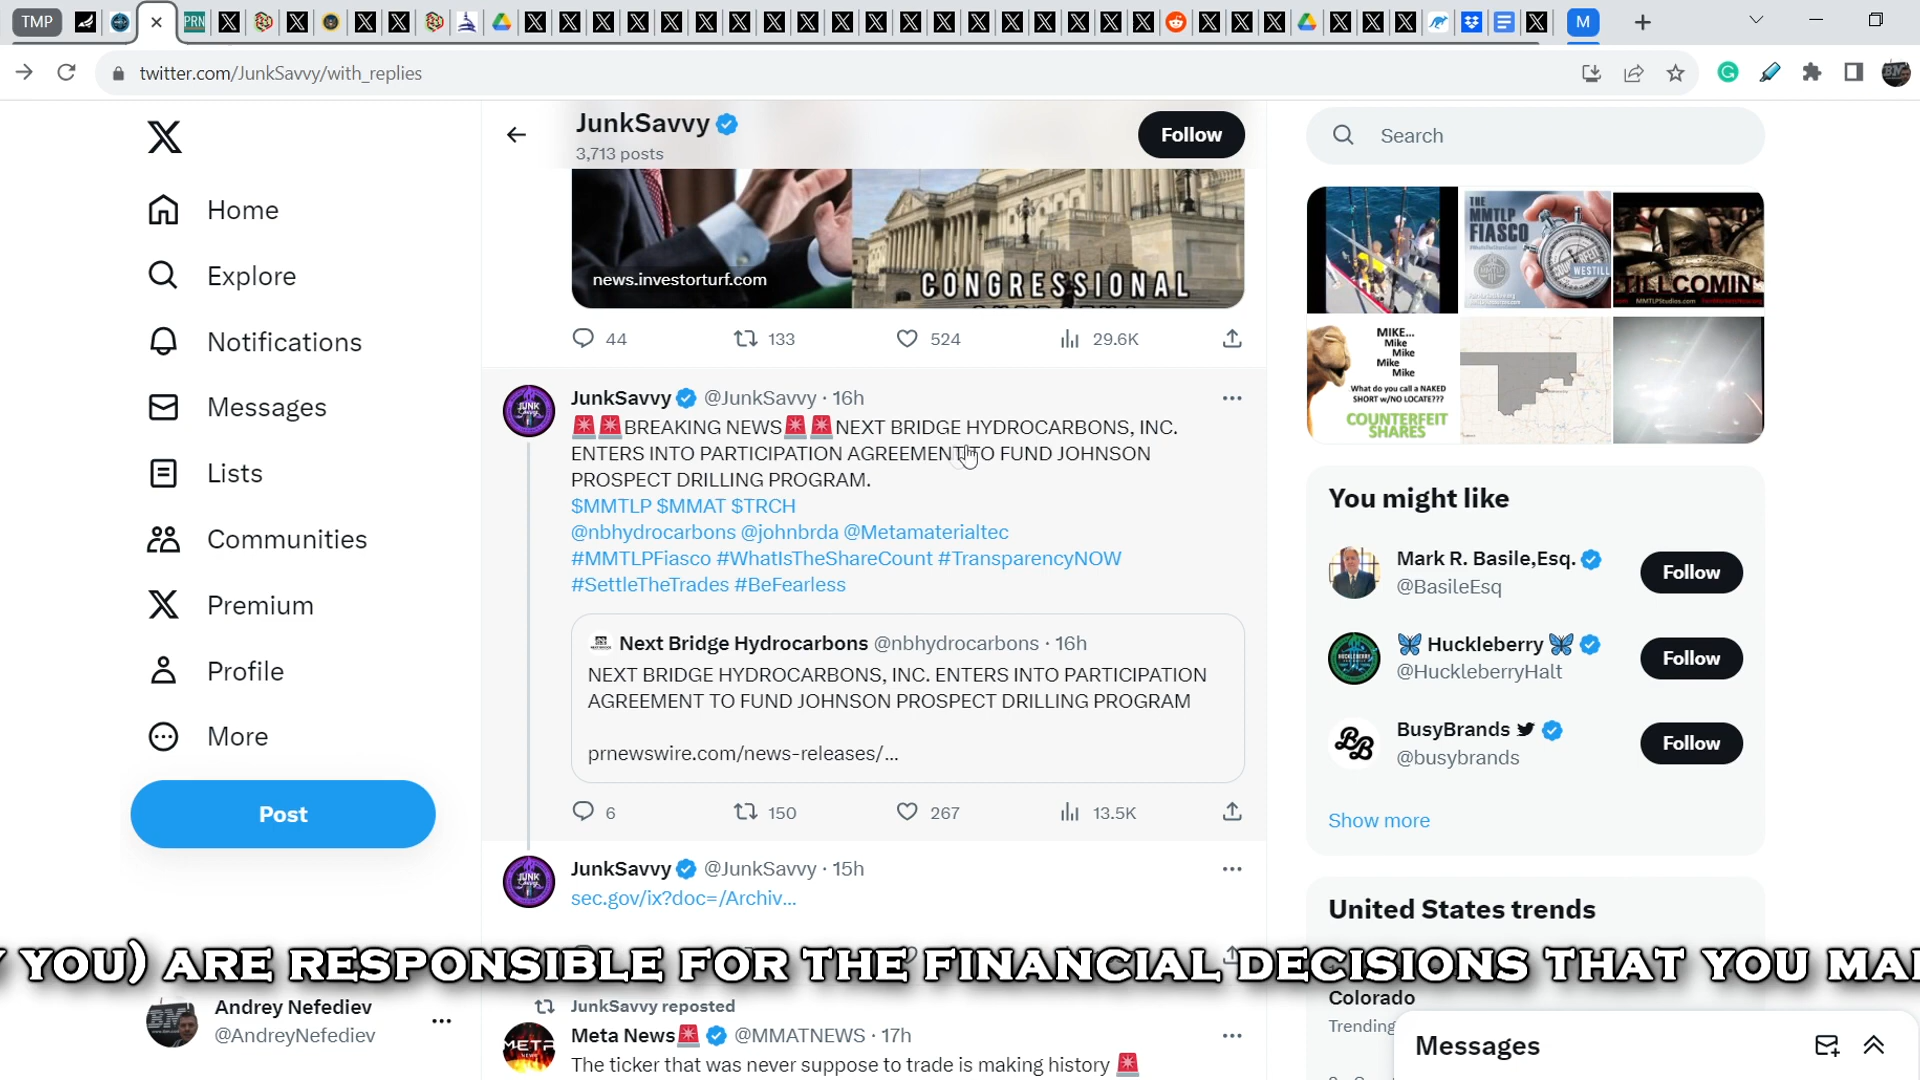 TMP
PRN
M
twitter.com/JunkSavvy/with_replies
Home
Explore
Notifications
Messages
Lists
Communities
Premium
Profile
More
Post
Andrey Nefediev
@AndreyNefediev
JunkSavvy
3,713 posts
Follow
news.investorturf.com
CONGRESSIONAL
44
133
524
29.6K
JunkSavvy @JunkSavvy · 16h
🚨🚨BREAKING NEWS🚨🚨NEXT BRIDGE HYDROCARBONS, INC.
ENTERS INTO PARTICIPATION AGREEMENT TO FUND JOHNSON
PROSPECT DRILLING PROGRAM.
$MMTLP $MMAT $TRCH
@nbhydrocarbons @johnbrda @Metamaterialtec
#MMTLPFiasco #WhatIsTheShareCount #TransparencyNOW
#SettleTheTrades #BeFearless
Next Bridge Hydrocarbons @nbhydrocarbons · 16h
NEXT BRIDGE HYDROCARBONS, INC. ENTERS INTO PARTICIPATION
AGREEMENT TO FUND JOHNSON PROSPECT DRILLING PROGRAM
prnewswire.com/news-releases/...
6
150
267
13.5K
JunkSavvy @JunkSavvy · 15h
sec.gov/ix?doc=/Archiv...
YOU) ARE RESPONSIBLE FOR THE FINANCIAL DECISIONS THAT YOU
JunkSavvy reposted
Meta News🚨 @MMATNEWS · 17h
The ticker that was never suppose to trade is making history 🚨
Search
THE
MMTLP
FIASCO
COUNTERFEIT
MMTLPStudios.com
MIKE...
Mike
Mike
Mike
What do you call a NAKED
SHORT w/NO LOCATE???
COUNTERFEIT
SHARES
You might like
Mark R. Basile,Esq.
@BasileEsq
Follow
🦋 Huckleberry 🦋
@HuckleberryHalt
Follow
BusyBrands
@busybrands
Follow
Show more
United States trends
Colorado
Trending
Messages